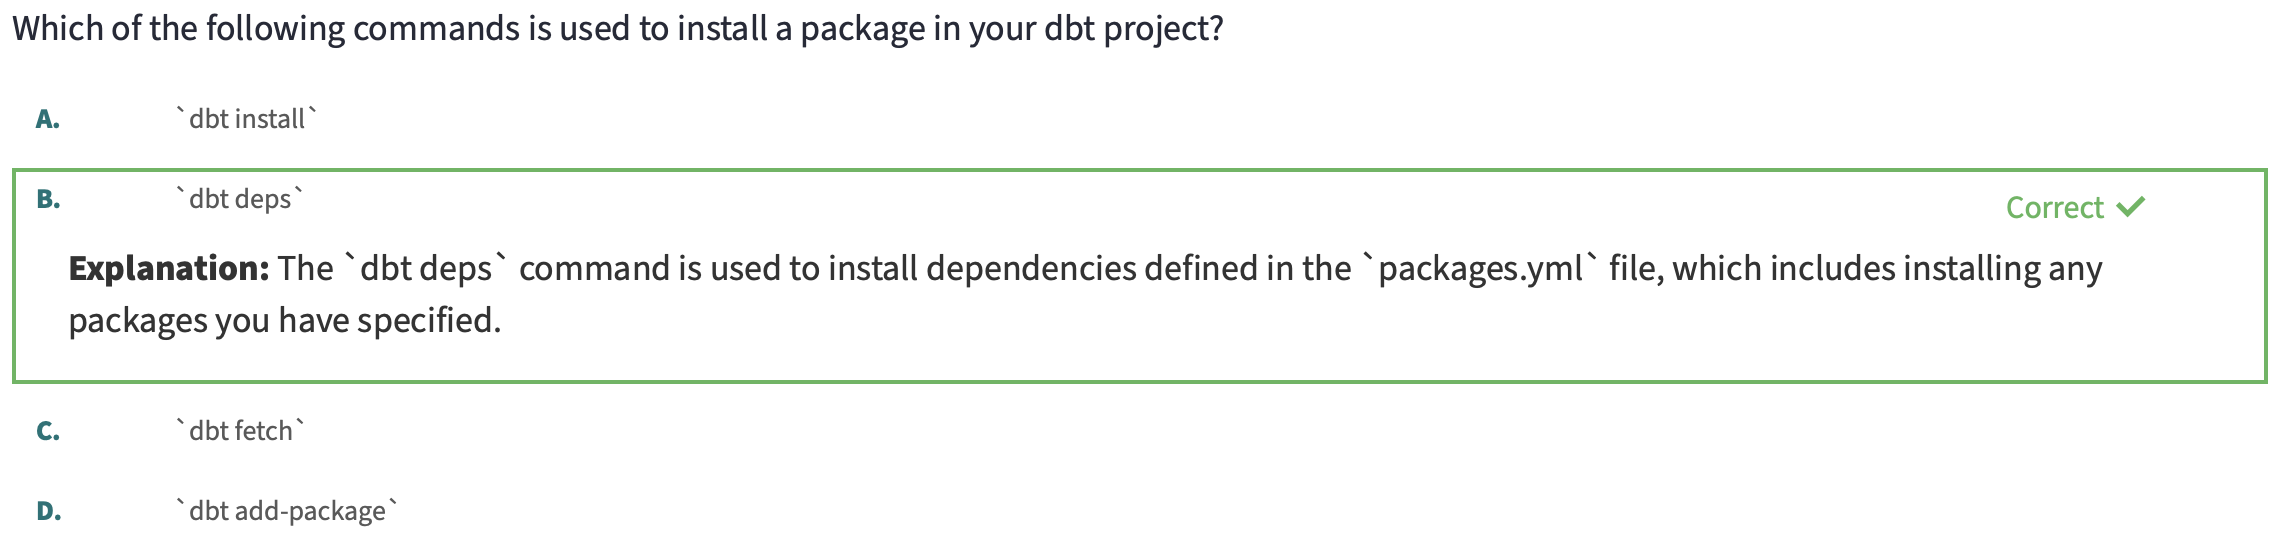 Which of the following commands is used to install a package in your dbt project?
A. `dbt install`
B. `dbt deps`
Correct ✓
Explanation: The `dbt deps` command is used to install dependencies defined in the `packages.yml` file, which includes installing any
packages you have specified.
C. `dbt fetch`
D. `dbt add-package`